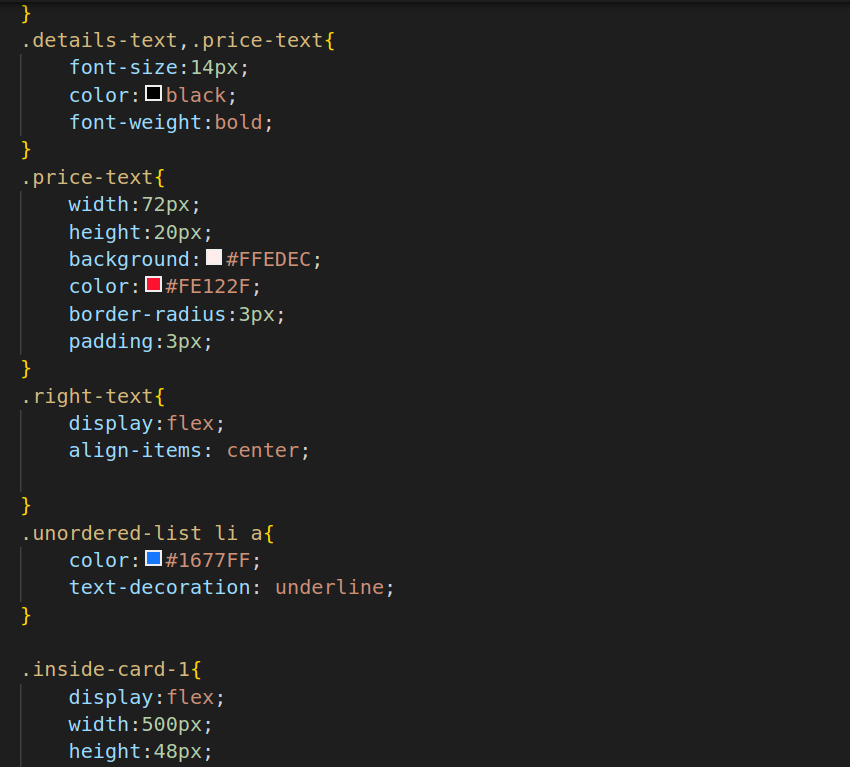 }
.details-text,.price-text{
    font-size:14px;
    color:black;
    font-weight:bold;
}
.price-text{
    width:72px;
    height:20px;
    background:#FFEDEC;
    color:#FE122F;
    border-radius:3px;
    padding:3px;
}
.right-text{
    display:flex;
    align-items: center;

}
.unordered-list li a{
    color:#1677FF;
    text-decoration: underline;
}

.inside-card-1{
    display:flex;
    width:500px;
    height:48px;